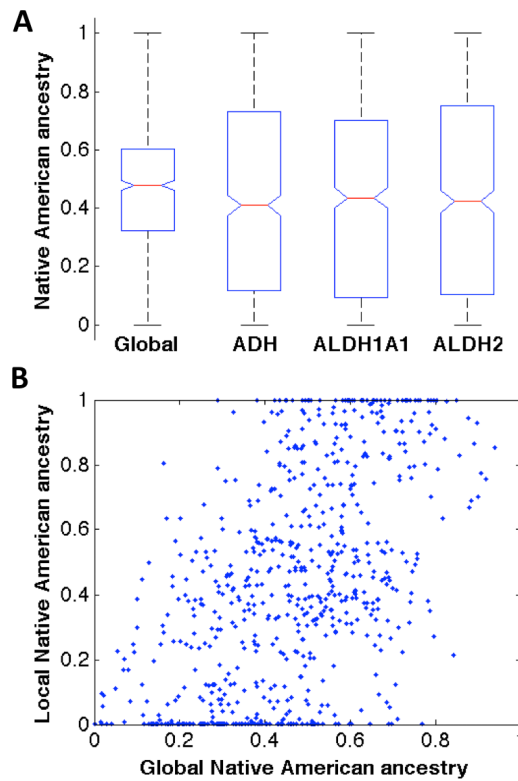 A
Native American ancestry
1
0.8
0.6
0.4
0.2
0
Global ADH ALDH1A1 ALDH2
B
Local Native American ancestry
1
0.8
0.6
0.4
0.2
0
0 0.2 0.4 0.6 0.8
Global Native American ancestry